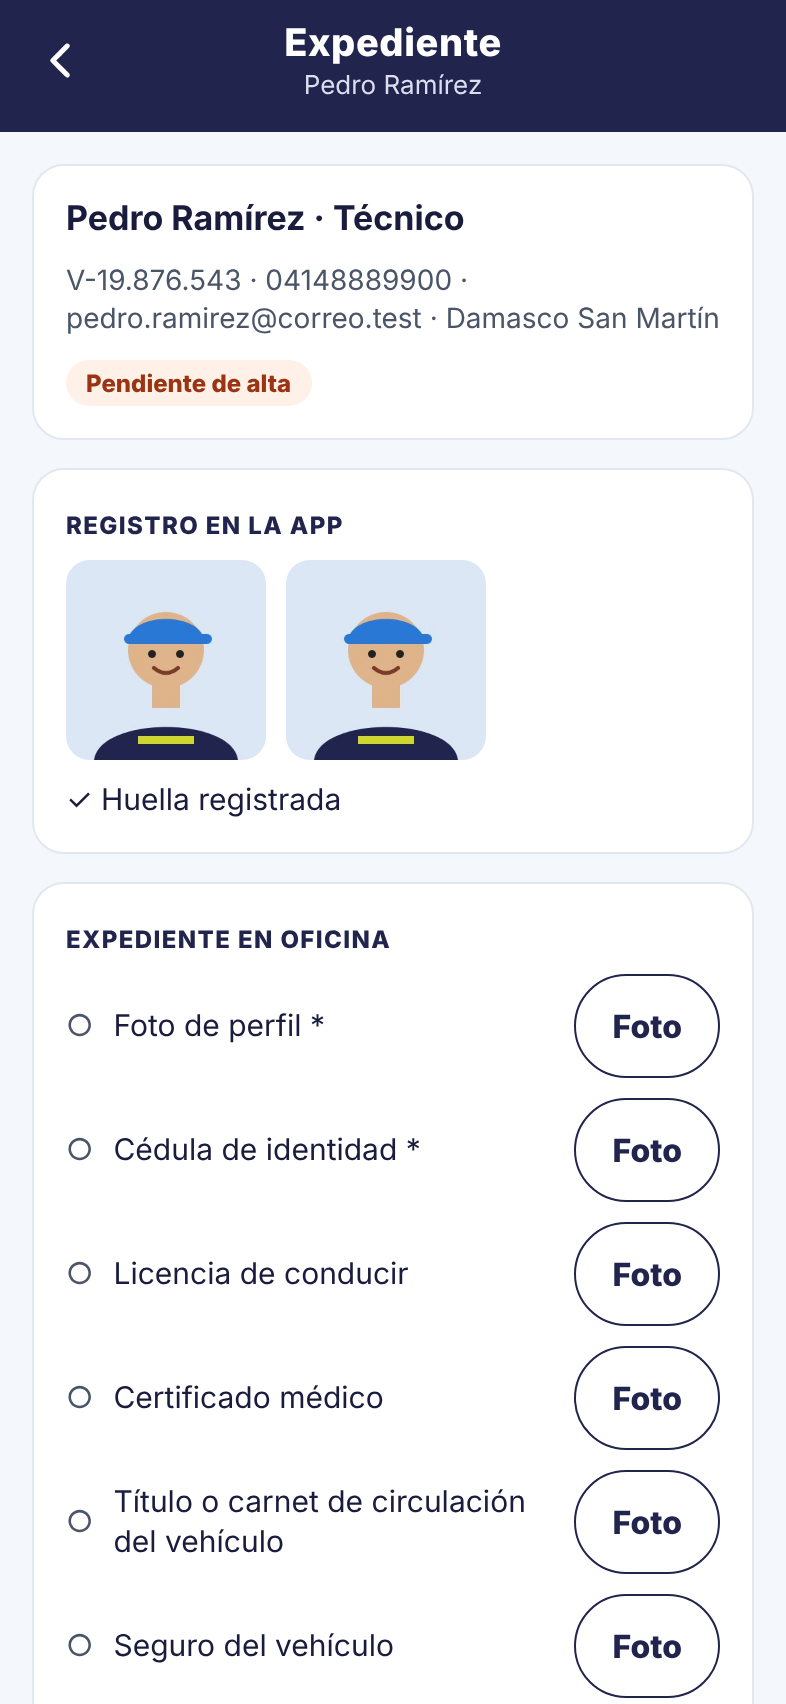 Expediente
Pedro Ramírez
Pedro Ramírez · Técnico
V-19.876.543 · 04148889900 ·
pedro.ramirez@correo.test · Damasco San Martín
Pendiente de alta
REGISTRO EN LA APP
✓ Huella registrada
EXPEDIENTE EN OFICINA
Foto de perfil *
Foto
Cédula de identidad *
Foto
Licencia de conducir
Foto
Certificado médico
Foto
Título o carnet de circulación
del vehículo
Foto
Seguro del vehículo
Foto